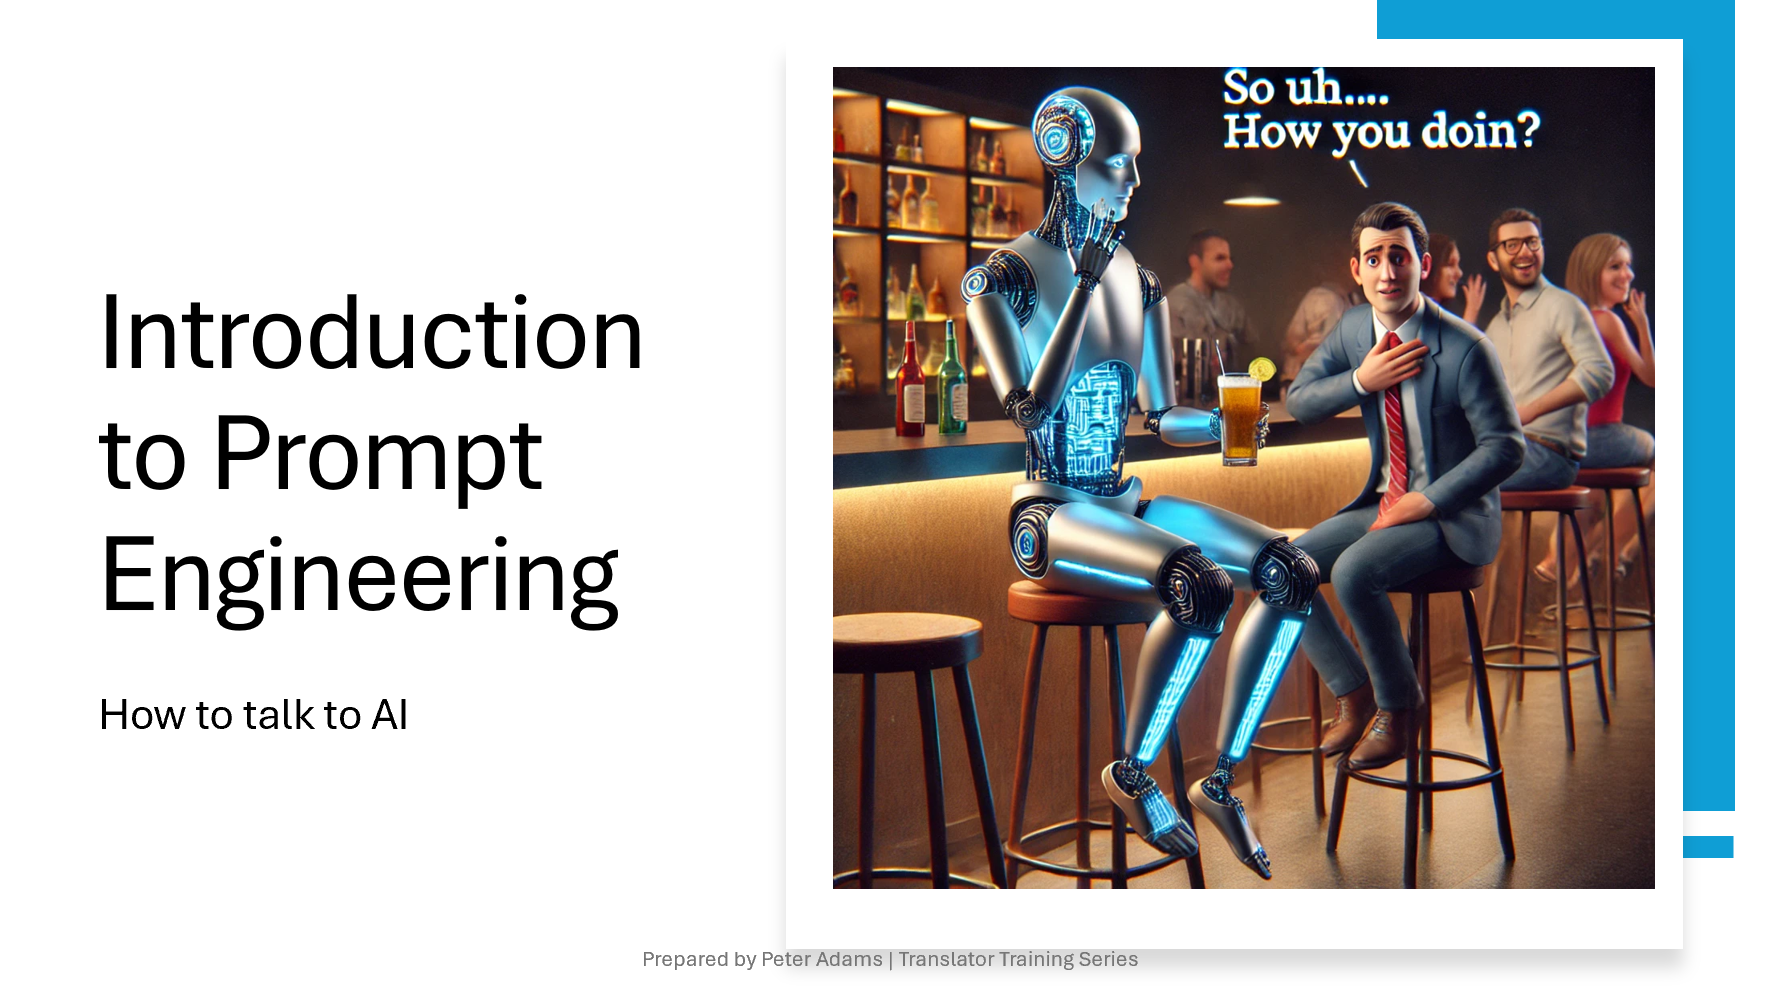 Introduction
to Prompt
Engineering
How to talk to AI
So uh....
How you doin?
Prepared by Peter Adams | Translator Training Series